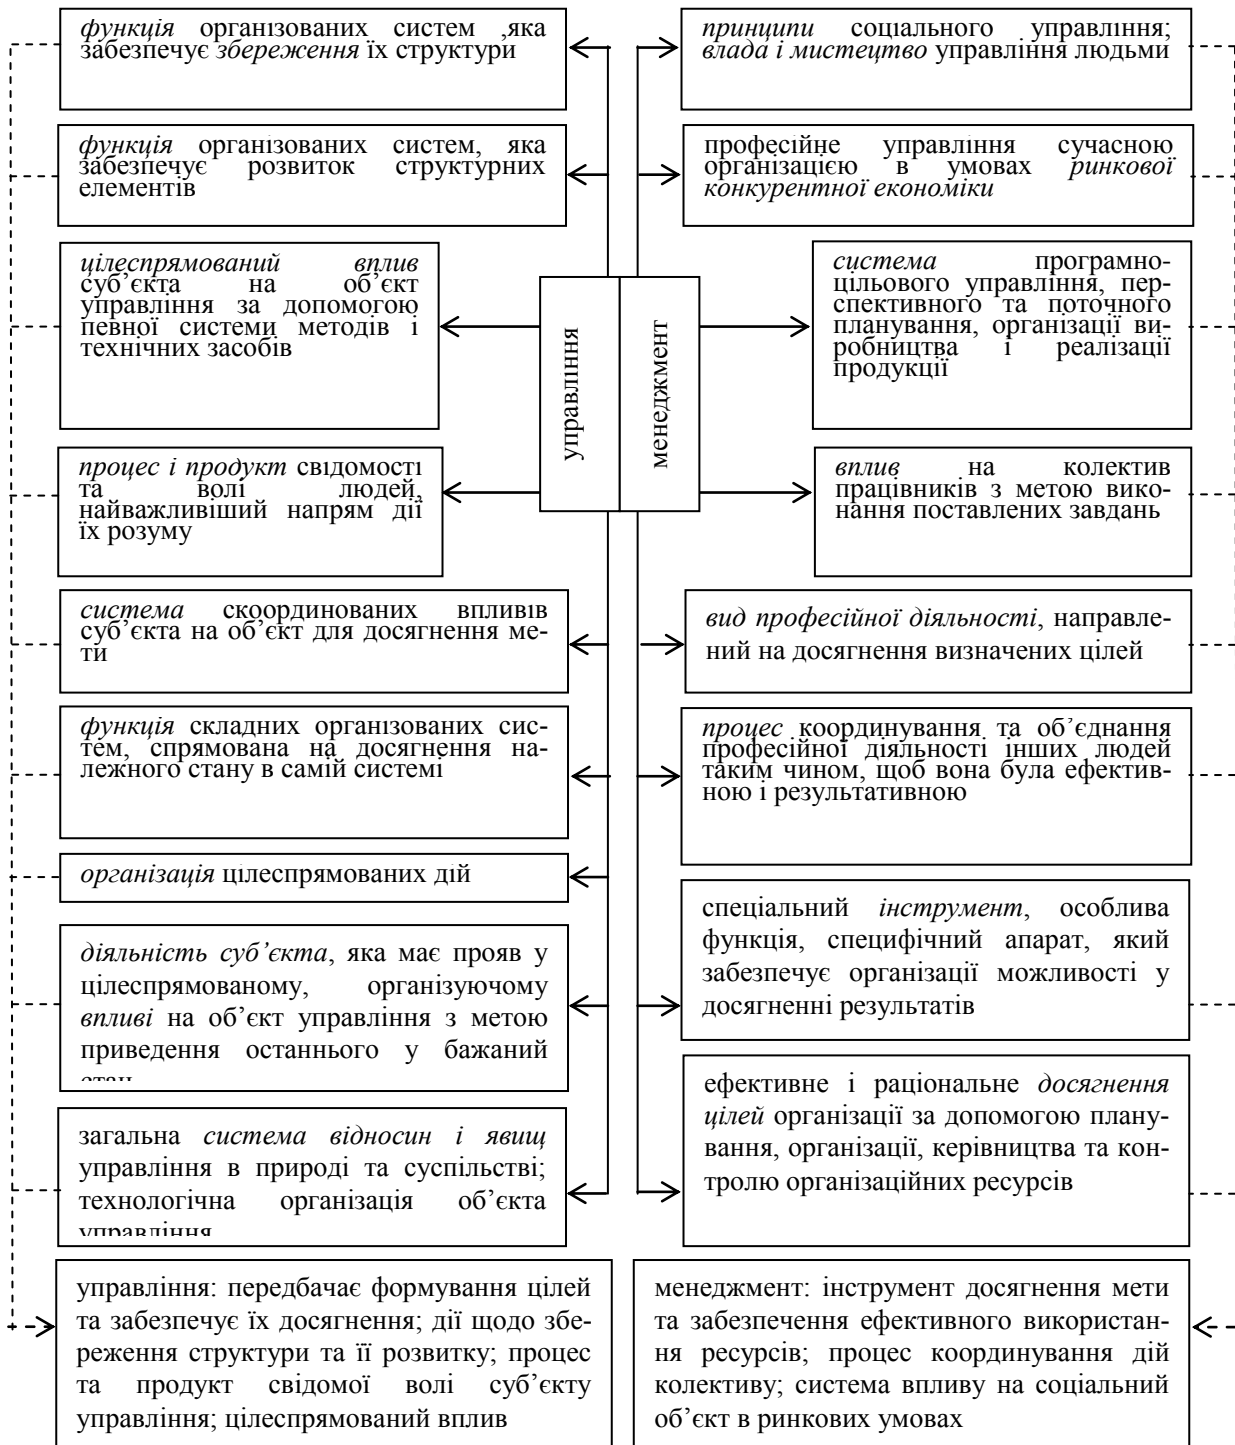 функція організованих систем ,яка
забезпечує збереження їх структури
принципи соціального управління;
влада і мистецтво управління людьми
функція організованих систем, яка
забезпечує розвиток структурних
елементів
професійне управління сучасною
організацією в умовах ринкової
конкурентної економіки
цілеспрямований вплив
суб’єкта на об’єкт
управління за допомогою
певної системи методів і
технічних засобів
управління
менеджмент
система програмно-
цільового управління, пер-
спективного та поточного
планування, організації ви-
робництва і реалізації
продукції
процес і продукт свідомості
та волі людей,
найважливіший напрям дії
їх розуму
вплив на колектив
працівників з метою вико-
нання поставлених завдань
система скоординованих впливів
суб’єкта на об’єкт для досягнення ме-
ти
вид професійної діяльності, направле-
ний на досягнення визначених цілей
функція складних організованих сис-
тем, спрямована на досягнення на-
лежного стану в самій системі
процес координування та об’єднання
професійної діяльності інших людей
таким чином, щоб вона була ефектив-
ною і результативною
організація цілеспрямованих дій
спеціальний інструмент, особлива
функція, специфічний апарат, який
забезпечує організації можливості у
досягненні результатів
діяльність суб’єкта, яка має прояв у
цілеспрямованому, організуючому
впливі на об’єкт управління з метою
приведення останнього у бажаний
стан
ефективне і раціональне досягнення
цілей організації за допомогою плану-
вання, організації, керівництва та кон-
тролю організаційних ресурсів
загальна система відносин і явищ
управління в природі та суспільстві;
технологічна організація об’єкта
управління
управління: передбачає формування цілей
та забезпечує їх досягнення; дії щодо збе-
реження структури та її розвитку; процес
та продукт свідомої волі суб’єкту
управління; цілеспрямований вплив
менеджмент: інструмент досягнення мети
та забезпечення ефективного використан-
ня ресурсів; процес координування дій
колективу; система впливу на соціальний
об’єкт в ринкових умовах